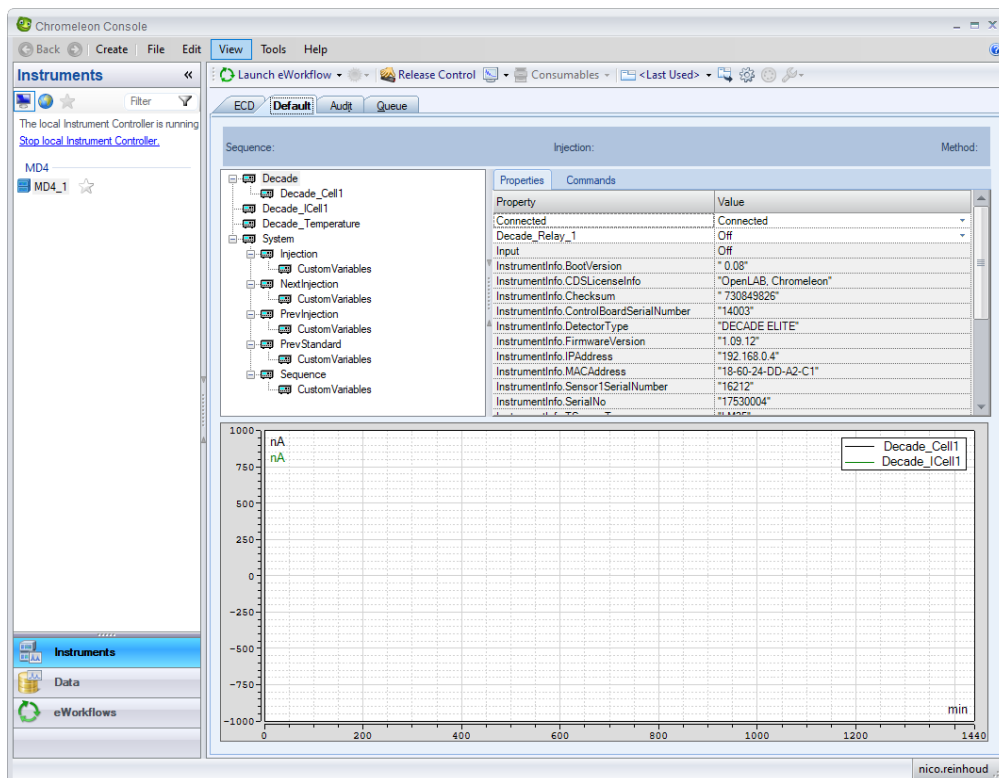 Chromeleon Console
Back Create File Edit View Tools Help
Instruments «
Filter
The local Instrument Controller is running
Stop local Instrument Controller.
MD4
MD4_1
Launch eWorkflow Release Control Consumables <Last Used>
ECD Default Audit Queue
Sequence: Injection: Method:
Decade
Decade_Cell1
Decade_ICell1
Decade_Temperature
System
Injection
CustomVariables
NextInjection
CustomVariables
PrevInjection
CustomVariables
PrevStandard
CustomVariables
Sequence
CustomVariables
Properties Commands
Property Value
Connected Connected
Decade_Relay_1 Off
Input Off
InstrumentInfo.BootVersion " 0.08"
InstrumentInfo.CDSLicenseInfo "OpenLAB, Chromeleon"
InstrumentInfo.Checksum " 730849826"
InstrumentInfo.ControlBoardSerialNumber "14003"
InstrumentInfo.DetectorType "DECADE ELITE"
InstrumentInfo.FirmwareVersion "1.09.12"
InstrumentInfo.IPAddress "192.168.0.4"
InstrumentInfo.MACAddress "18-60-24-DD-A2-C1"
InstrumentInfo.Sensor1SerialNumber "16212"
InstrumentInfo.SerialNo "17530004"
1000
750
500
250
0
-250
-500
-750
-1000
nA
nA
Decade_Cell1
Decade_ICell1
min
0 200 400 600 800 1000 1200 1440
Instruments
Data
eWorkflows
nico.reinhoud